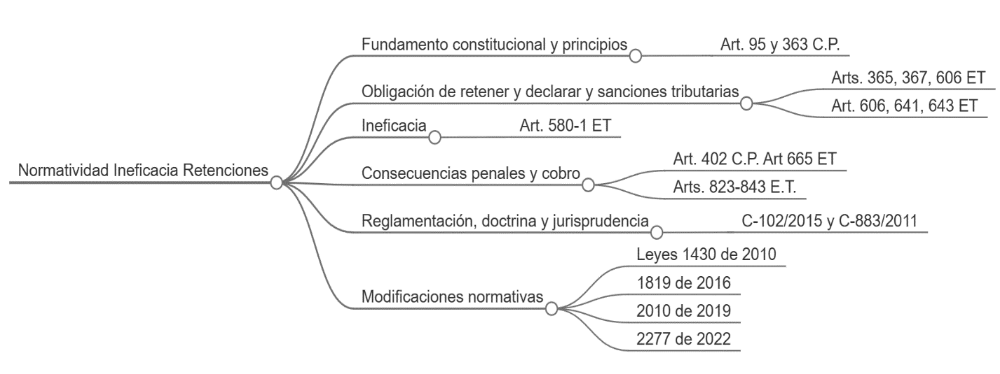 Normatividad Ineficacia Retenciones
Fundamento constitucional y principios
Art. 95 y 363 C.P.
Obligación de retener y declarar y sanciones tributarias
Arts. 365, 367, 606 ET
Art. 606, 641, 643 ET
Ineficacia
Art. 580-1 ET
Consecuencias penales y cobro
Art. 402 C.P. Art 665 ET
Arts. 823-843 E.T.
Reglamentación, doctrina y jurisprudencia
C-102/2015 y C-883/2011
Modificaciones normativas
Leyes 1430 de 2010
1819 de 2016
2010 de 2019
2277 de 2022